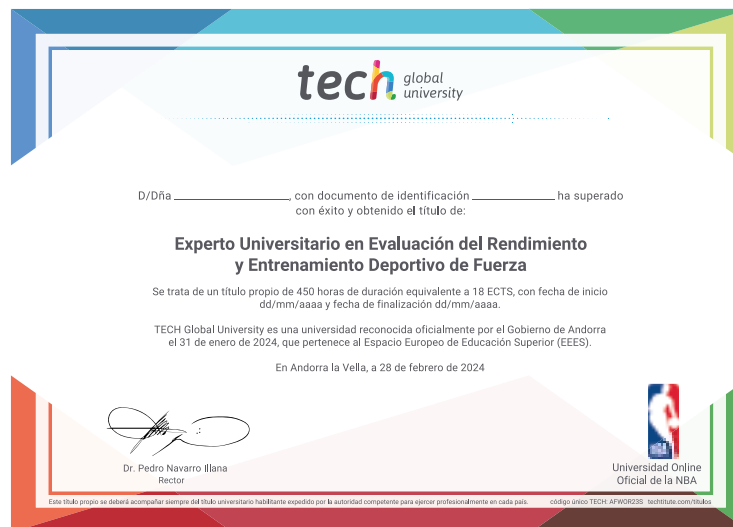 tech global
university
D/Dña ____________, con documento de identificación ____________ ha superado
con éxito y obtenido el título de:
Experto Universitario en Evaluación del Rendimiento
y Entrenamiento Deportivo de Fuerza
Se trata de un título propio de 450 horas de duración equivalente a 18 ECTS, con fecha de inicio
dd/mm/aaaa y fecha de finalización dd/mm/aaaa.
TECH Global University es una universidad reconocida oficialmente por el Gobierno de Andorra
el 31 de enero de 2024, que pertenece al Espacio Europeo de Educación Superior (EEES).
En Andorra la Vella, a 28 de febrero de 2024
Dr. Pedro Navarro Illana
Rector
Universidad Online
Oficial de la NBA
Este título propio se deberá acompañar siempre del título universitario habilitante expedido por la autoridad competente para ejercer profesionalmente en cada país. código único TECH: AFWOR23S techtitute.com/titulos